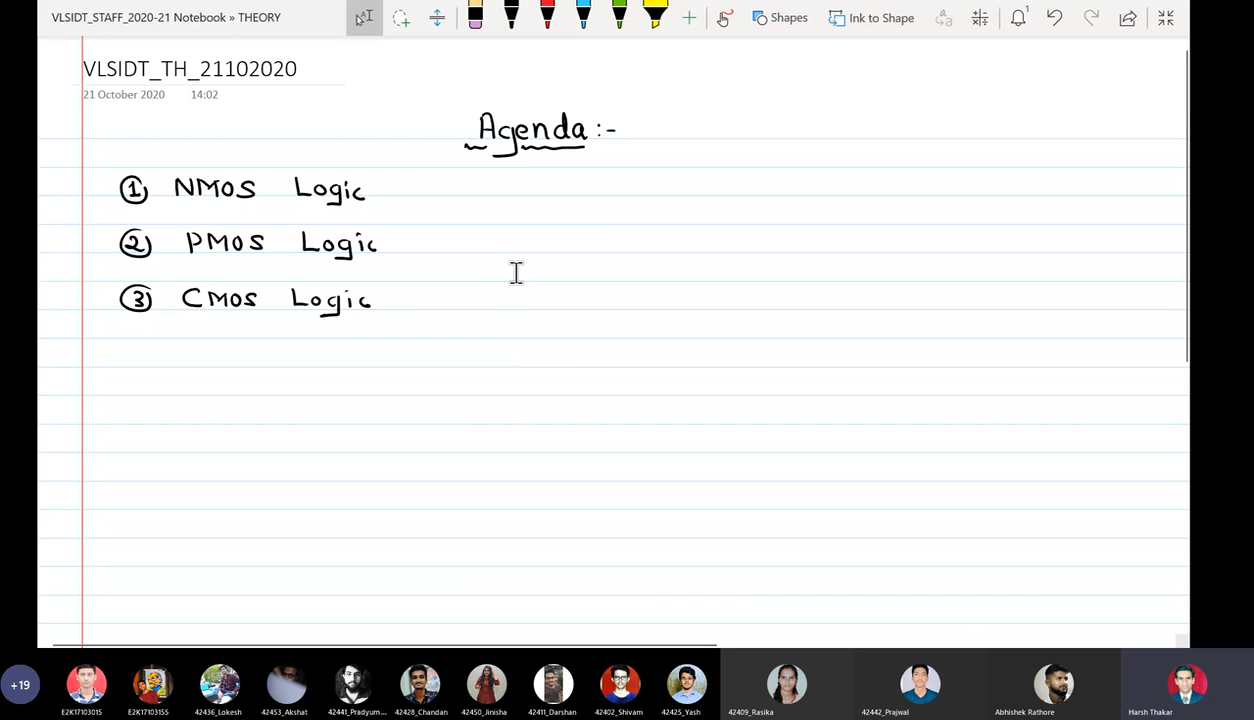 VLSIDT_STAFF_2020-21 Notebook » THEORY
Shapes
Ink to Shape
1
VLSIDT_TH_21102020
21 October 2020 14:02
Agenda :-
① NMOS Logic
② PMOS Logic
③ CMOS Logic
+19
E2K17103015
E2K17103155
42436_Lokesh
42453_Akshat
42441_Pradyum...
42428_Chandan
42450_Jinisha
42411_Darshan
42402_Shivam
42425_Yash
42409_Rasika
42442_Prajwal
Abhishek Rathore
Harsh Thakar